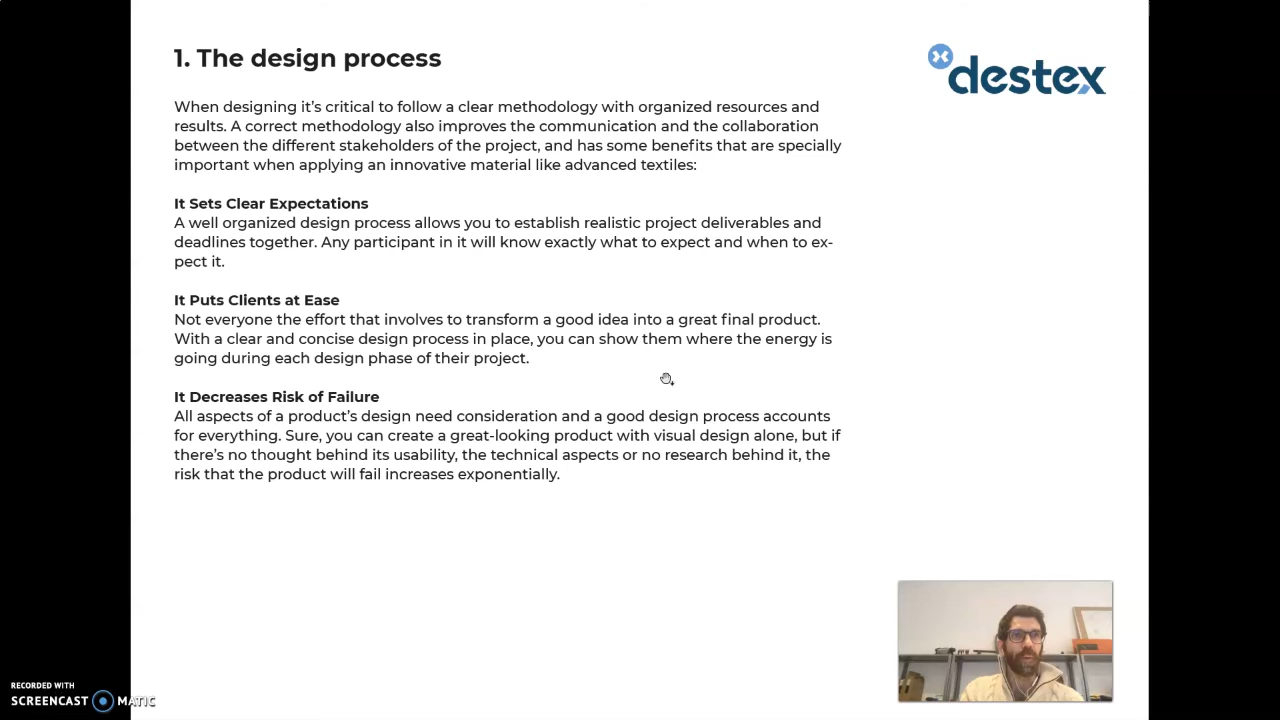 1. The design process
destex
When designing it's critical to follow a clear methodology with organized resources and
results. A correct methodology also improves the communication and the collaboration
between the different stakeholders of the project, and has some benefits that are specially
important when applying an innovative material like advanced textiles:
It Sets Clear Expectations
A well organized design process allows you to establish realistic project deliverables and
deadlines together. Any participant in it will know exactly what to expect and when to ex-
pect it.
It Puts Clients at Ease
Not everyone the effort that involves to transform a good idea into a great final product.
With a clear and concise design process in place, you can show them where the energy is
going during each design phase of their project.
It Decreases Risk of Failure
All aspects of a product's design need consideration and a good design process accounts
for everything. Sure, you can create a great-looking product with visual design alone, but if
there's no thought behind its usability, the technical aspects or no research behind it, the
risk that the product will fail increases exponentially.
RECORDED WITH
SCREENCAST MATIC